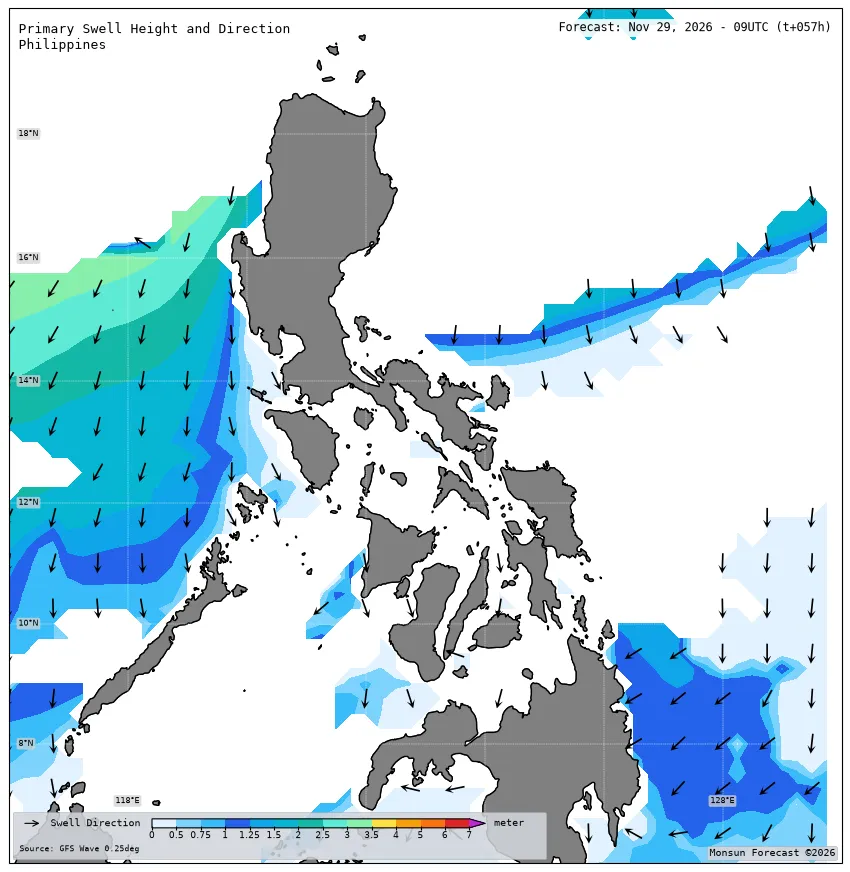 Primary Swell Height and Direction
Philippines
Forecast: Nov 29, 2026 - 09UTC (t+057h)
18°N
16°N
14°N
12°N
10°N
8°N
118°E
128°E
Swell Direction
0 0.5 0.75 1 1.25 1.5 2 2.5 3 3.5 4 5 6 7
meter
Source: GFS Wave 0.25deg
Monsun Forecast ©2026